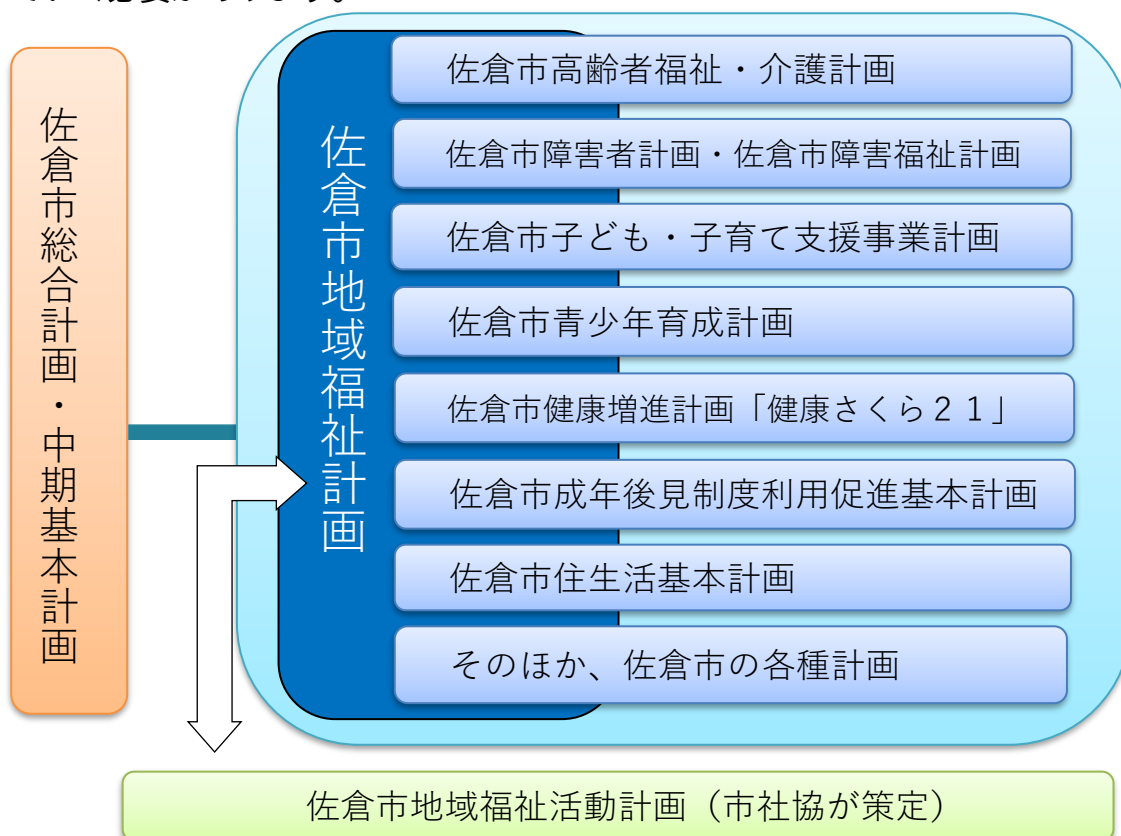 佐倉市総合計画・中期基本計画
佐倉市地域福祉計画
佐倉市高齢者福祉・介護計画
佐倉市障害者計画・佐倉市障害福祉計画
佐倉市子ども・子育て支援事業計画
佐倉市青少年育成計画
佐倉市健康増進計画「健康さくら２１」
佐倉市成年後見制度利用促進基本計画
佐倉市住生活基本計画
そのほか、佐倉市の各種計画
佐倉市地域福祉活動計画（市社協が策定）